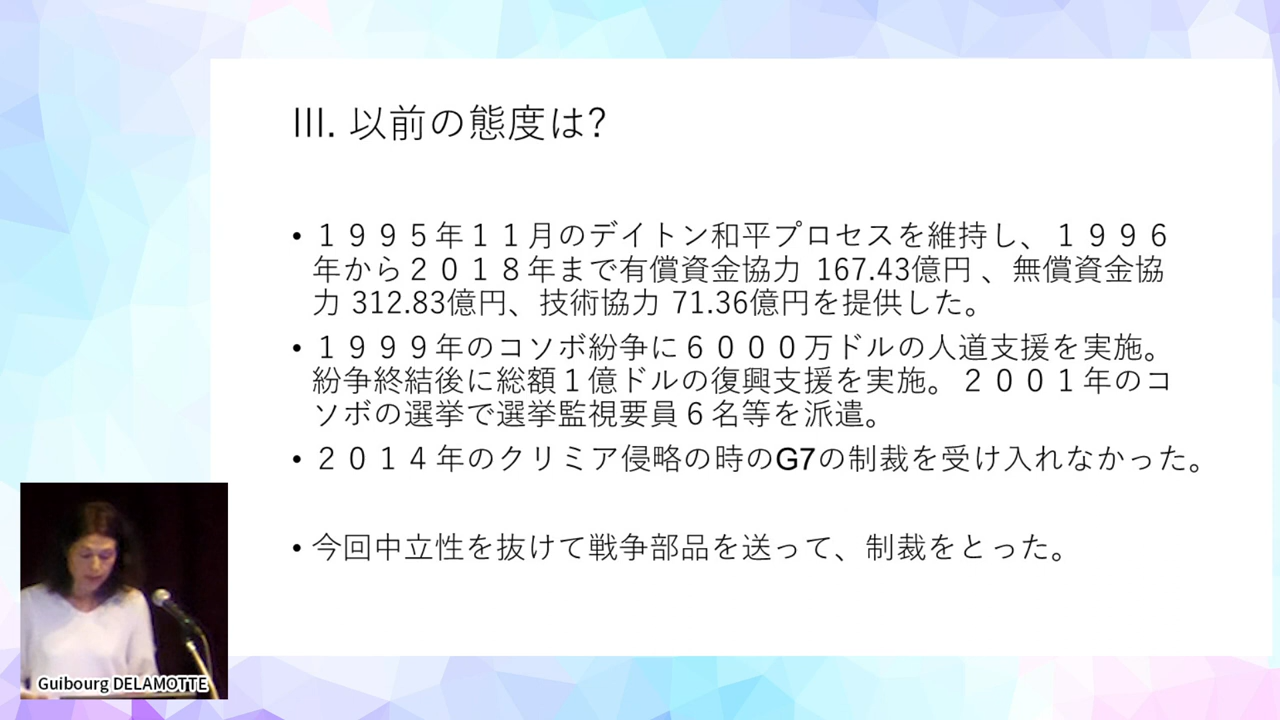 III. 以前の態度は?
• １９９５年１１月のデイトン和平プロセスを維持し、１９９６
年から２０１８年まで有償資金協力 167.43億円 、無償資金協
力 312.83億円、技術協力 71.36億円を提供した。
• １９９９年のコソボ紛争に６０００万ドルの人道支援を実施。
紛争終結後に総額１億ドルの復興支援を実施。２００１年のコ
ソボの選挙で選挙監視要員６名等を派遣。
• ２０１４年のクリミア侵略の時のG7の制裁を受け入れなかった。
• 今回中立性を抜けて戦争部品を送って、制裁をとった。
Guibourg DELAMOTTE